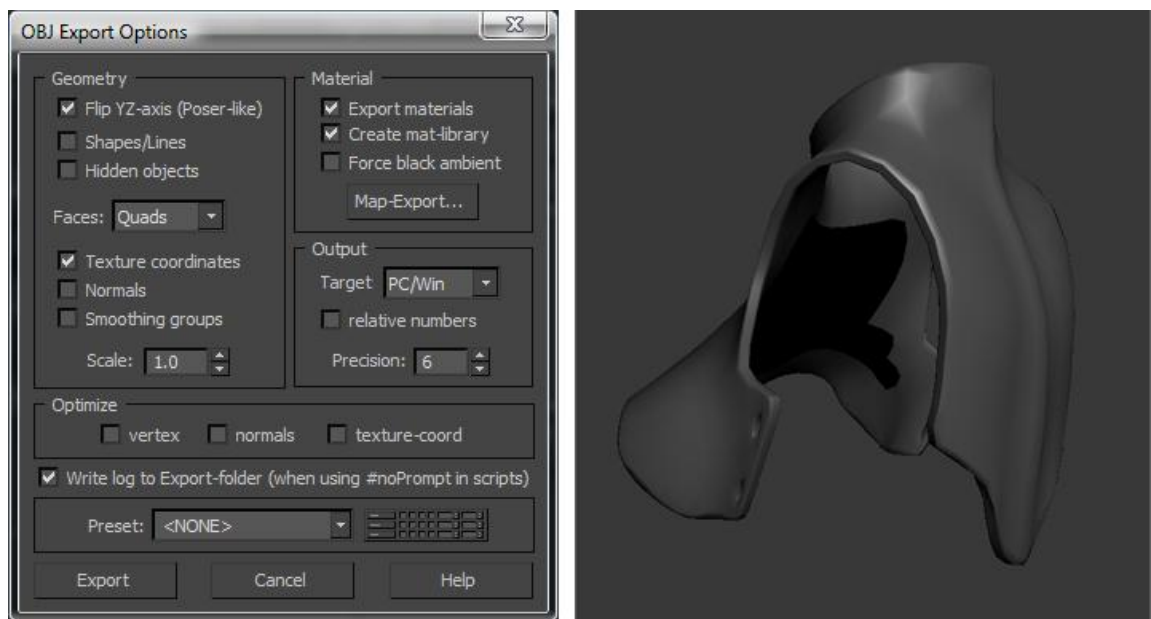 OBJ Export Options
Geometry
Flip YZ-axis (Poser-like)
Shapes/Lines
Hidden objects
Faces: Quads
Texture coordinates
Normals
Smoothing groups
Scale: 1.0
Material
Export materials
Create mat-library
Force black ambient
Map-Export...
Output
Target PC/Win
relative numbers
Precision: 6
Optimize
vertex normals texture-coord
Write log to Export-folder (when using #noPrompt in scripts)
Preset: <NONE>
Export Cancel Help